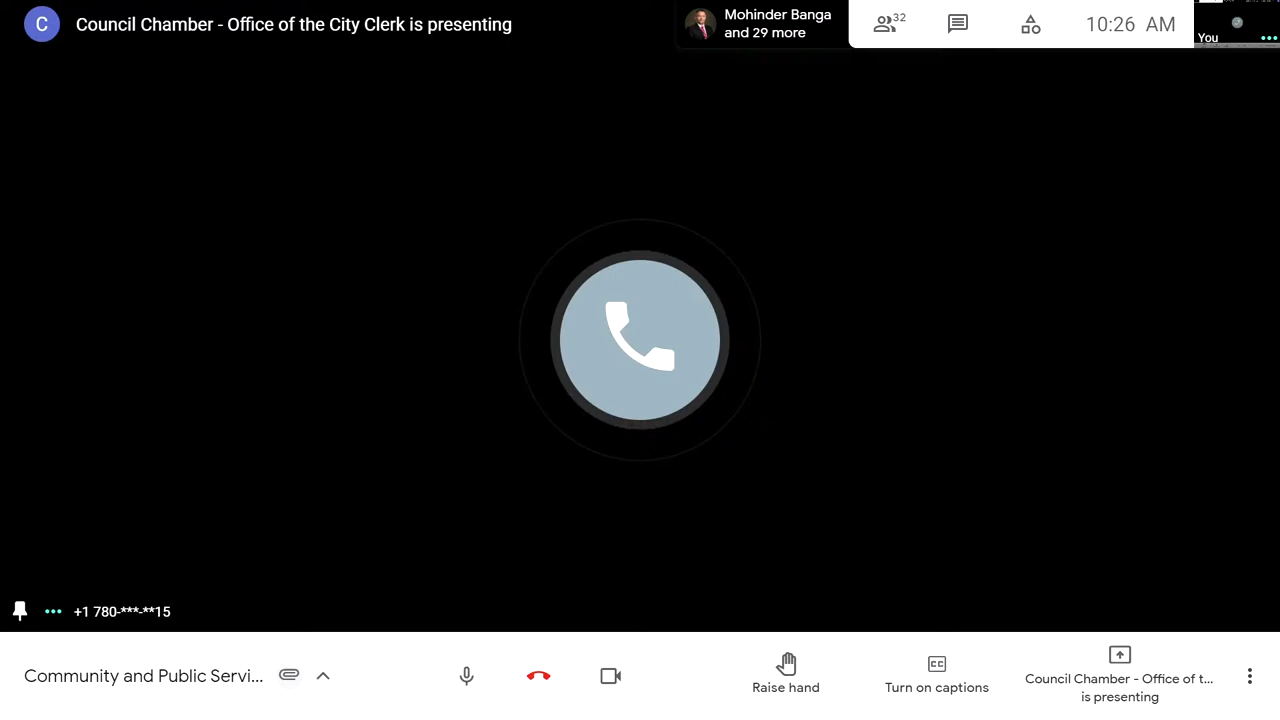 C
Council Chamber - Office of the City Clerk is presenting
Mohinder Banga
and 29 more
32
10:26 AM
You
+1 780-***-**15
Community and Public Servi...
Raise hand
CC
Turn on captions
Council Chamber - Office of t...
is presenting